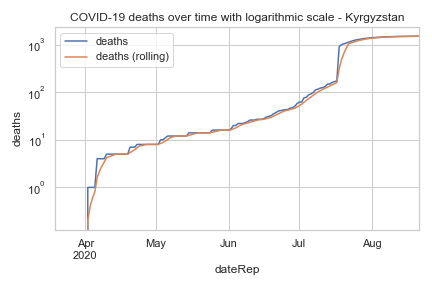 COVID-19 deaths over time with logarithmic scale - Kyrgyzstan
deaths
deaths (rolling)
10³
10²
10¹
10⁰
deaths
Apr May Jun Jul Aug
2020
dateRep